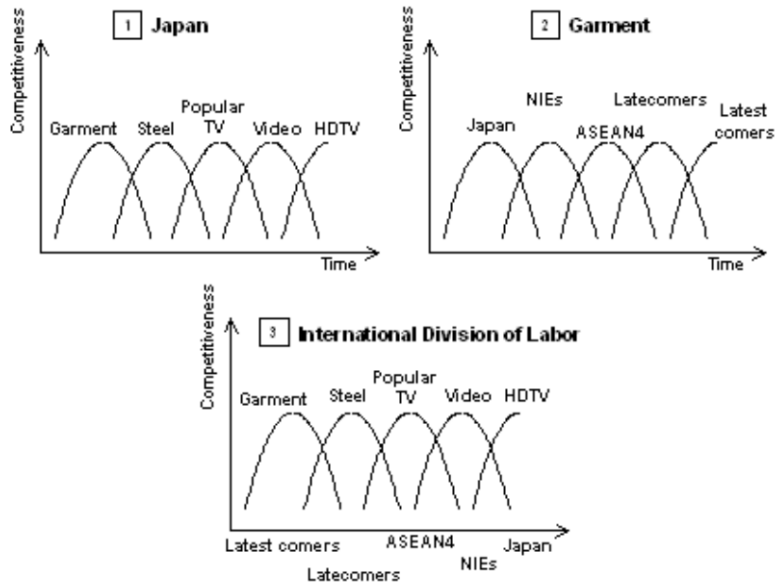 1 Japan
Competitiveness
Garment
Steel
Popular
TV
Video
HDTV
Time
2 Garment
Competitiveness
Japan
NIEs
ASEAN4
Latecomers
Latest
comers
Time
3 International Division of Labor
Competitiveness
Garment
Steel
Popular
TV
Video
HDTV
Latest comers
Latecomers
ASEAN4
NIEs
Japan